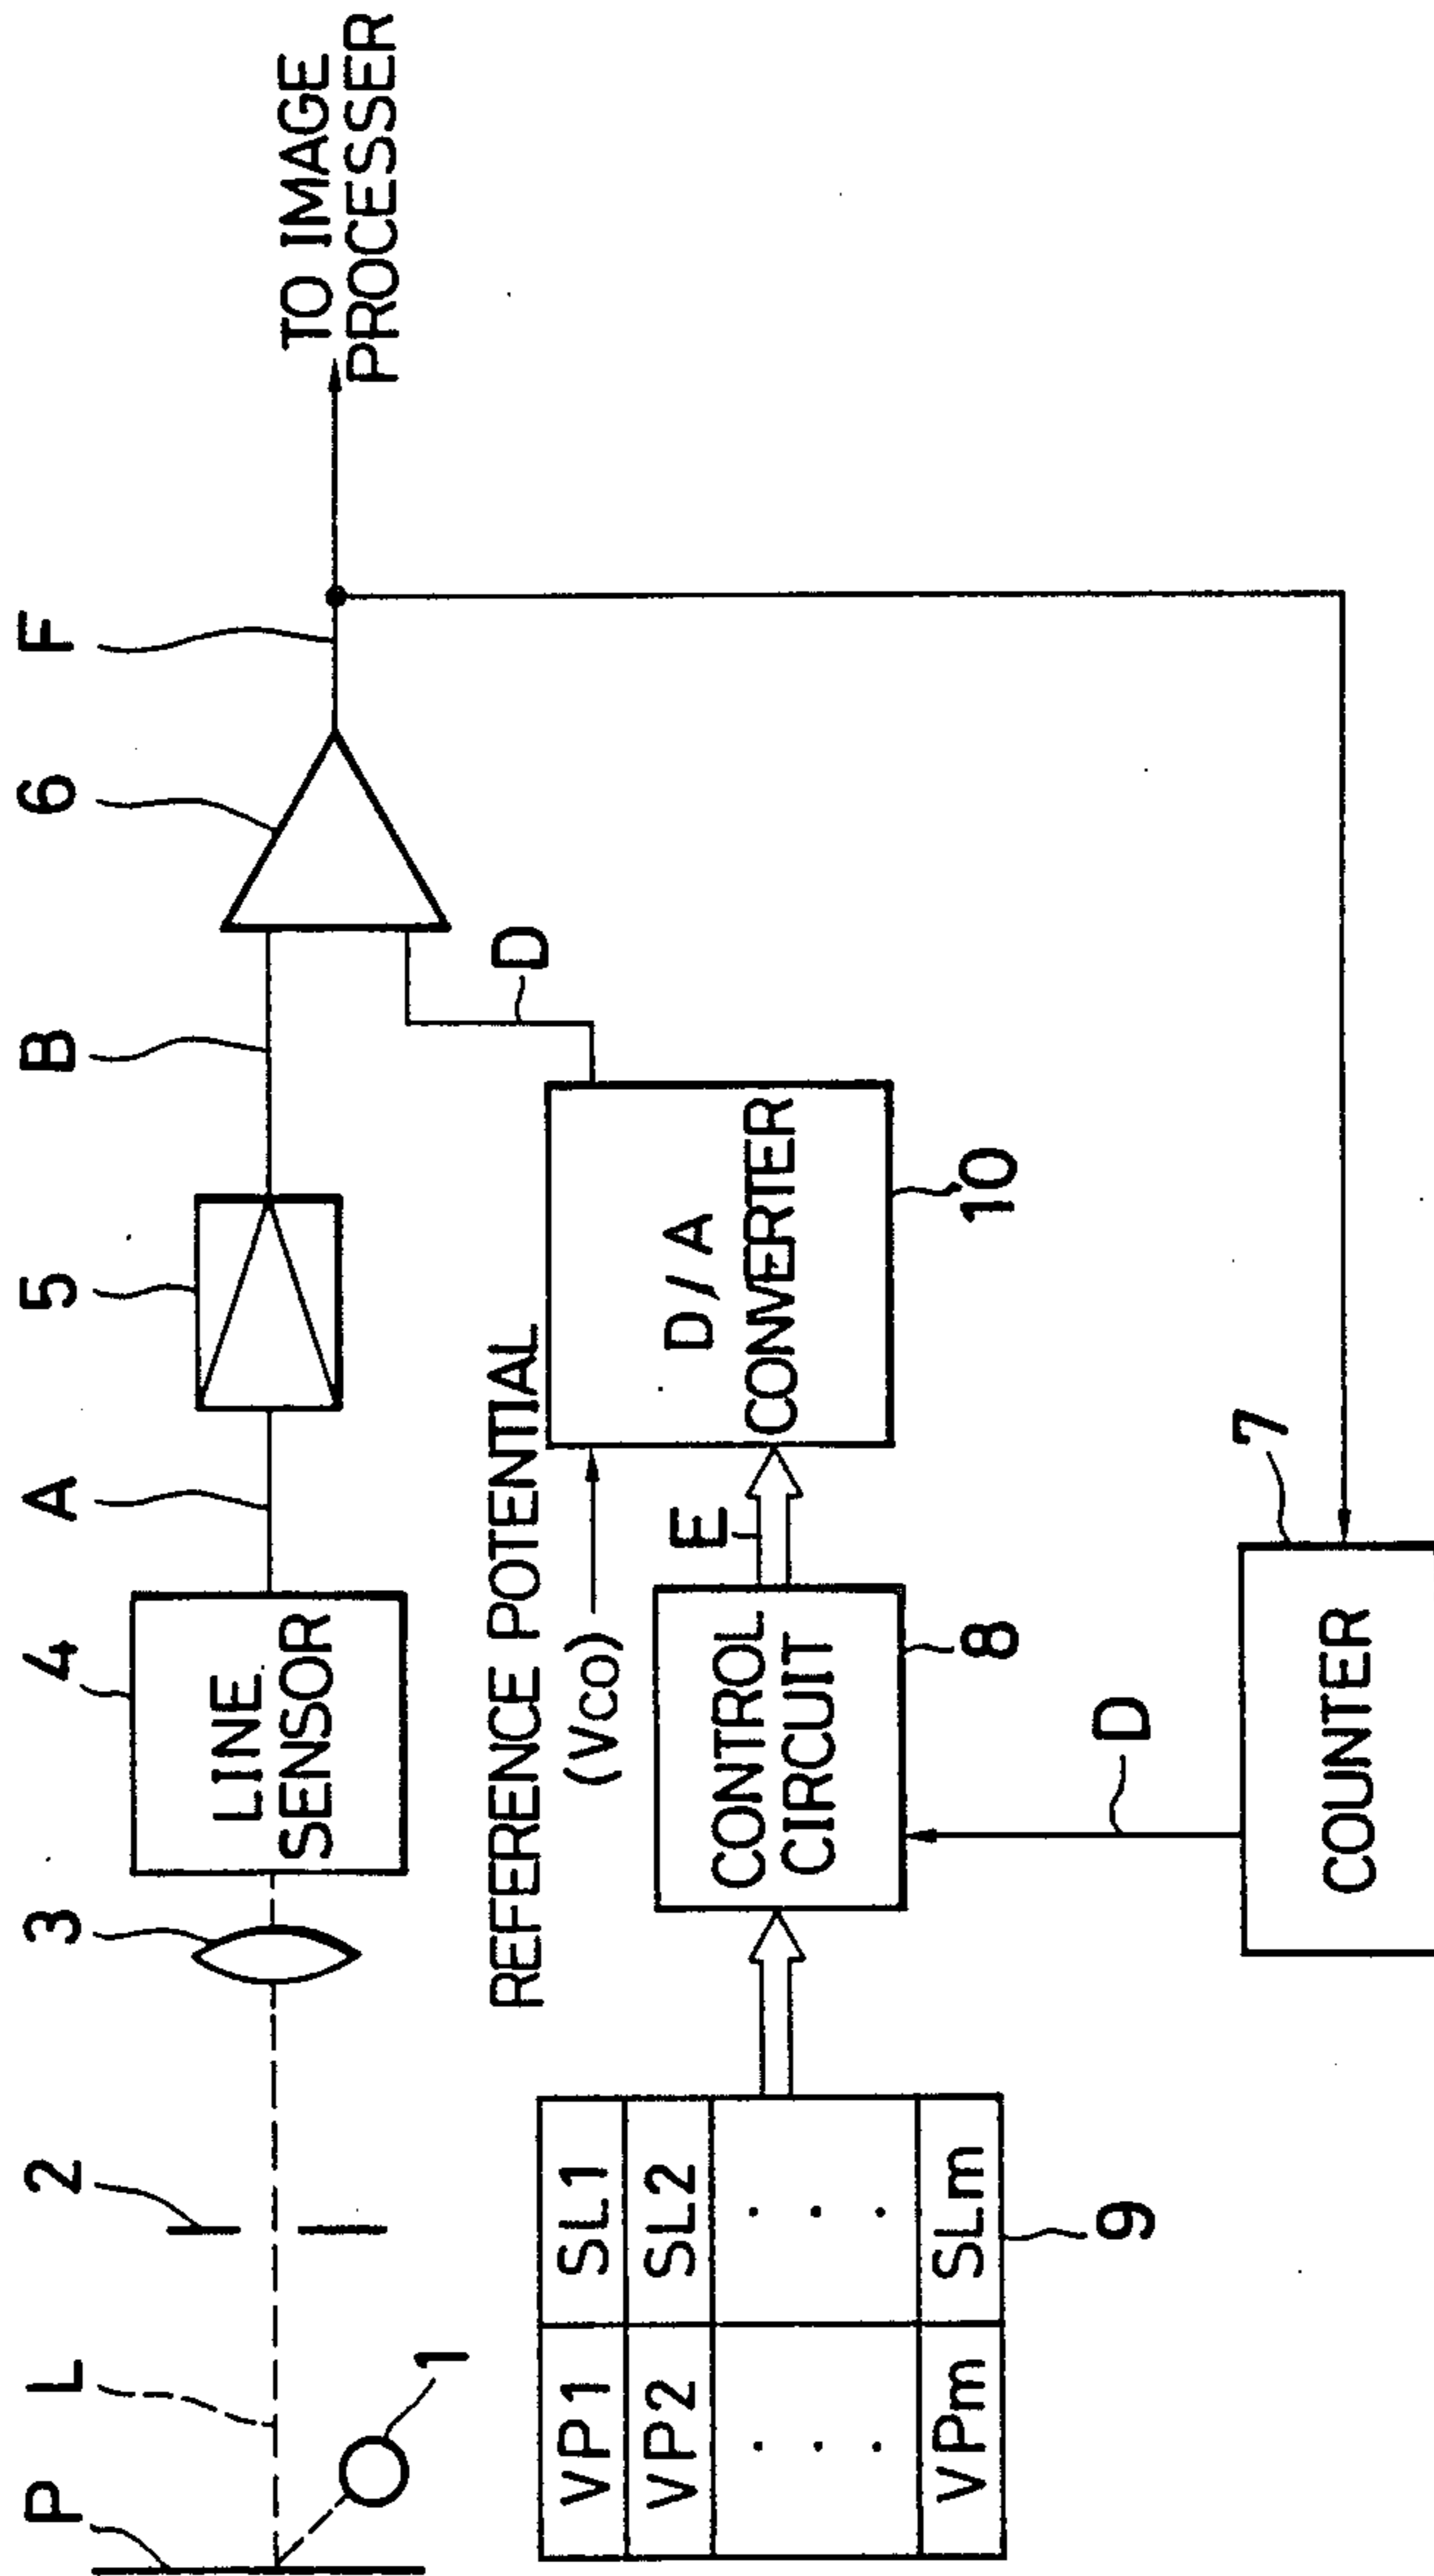 P
L
2
3
4
A
5
B
6
F
1
LINE
SENSOR
TO IMAGE
PROCESSER
REFERENCE POTENTIAL
(VCO)
D
VP1 SL1
VP2 SL2
. .
. .
. .
VPm SLm
9
CONTROL
CIRCUIT
8
E
D/A
CONVERTER
10
D
COUNTER
7